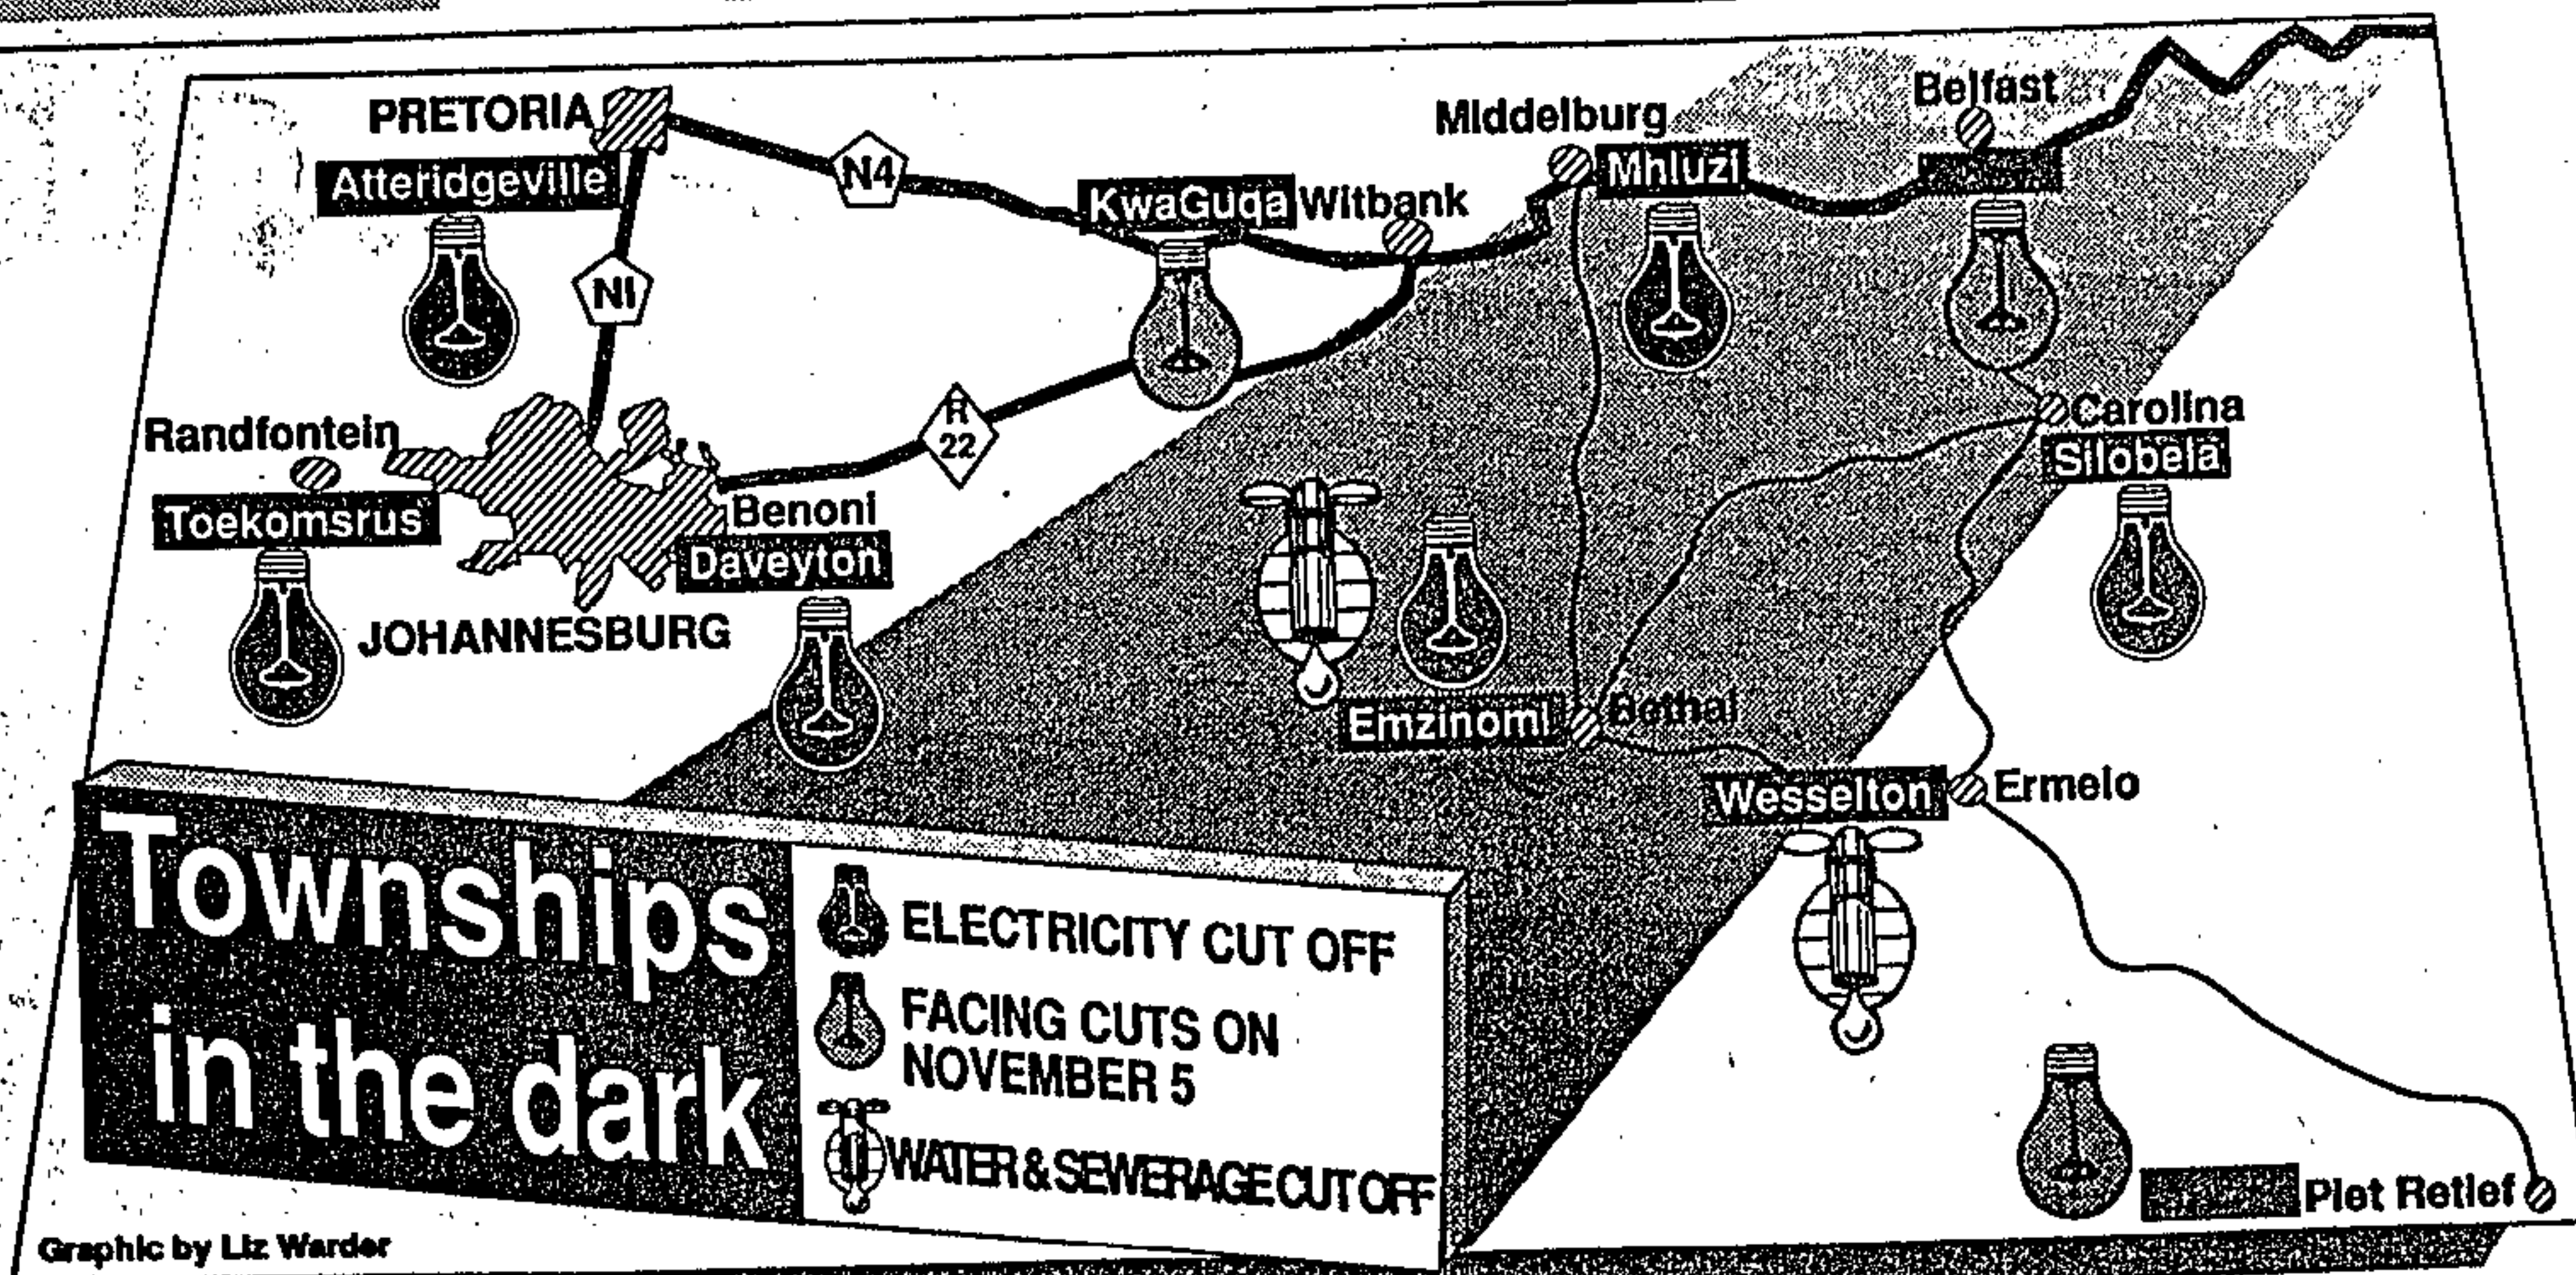 PRETORIA
Atteridgeville
N4
N1
KwaGuqa Witbank
Middelburg
Mhluzi
Belfast
Randfontein
Toekomsrus
R
22
Benoni
Daveyton
JOHANNESBURG
Carolina
Silobela
Emzinoni Bethal
Wesselton Ermelo
Piet Retief
Townships
in the dark
ELECTRICITY CUT OFF
FACING CUTS ON
NOVEMBER 5
WATER & SEWERAGE CUT OFF
Graphic by Liz Warder